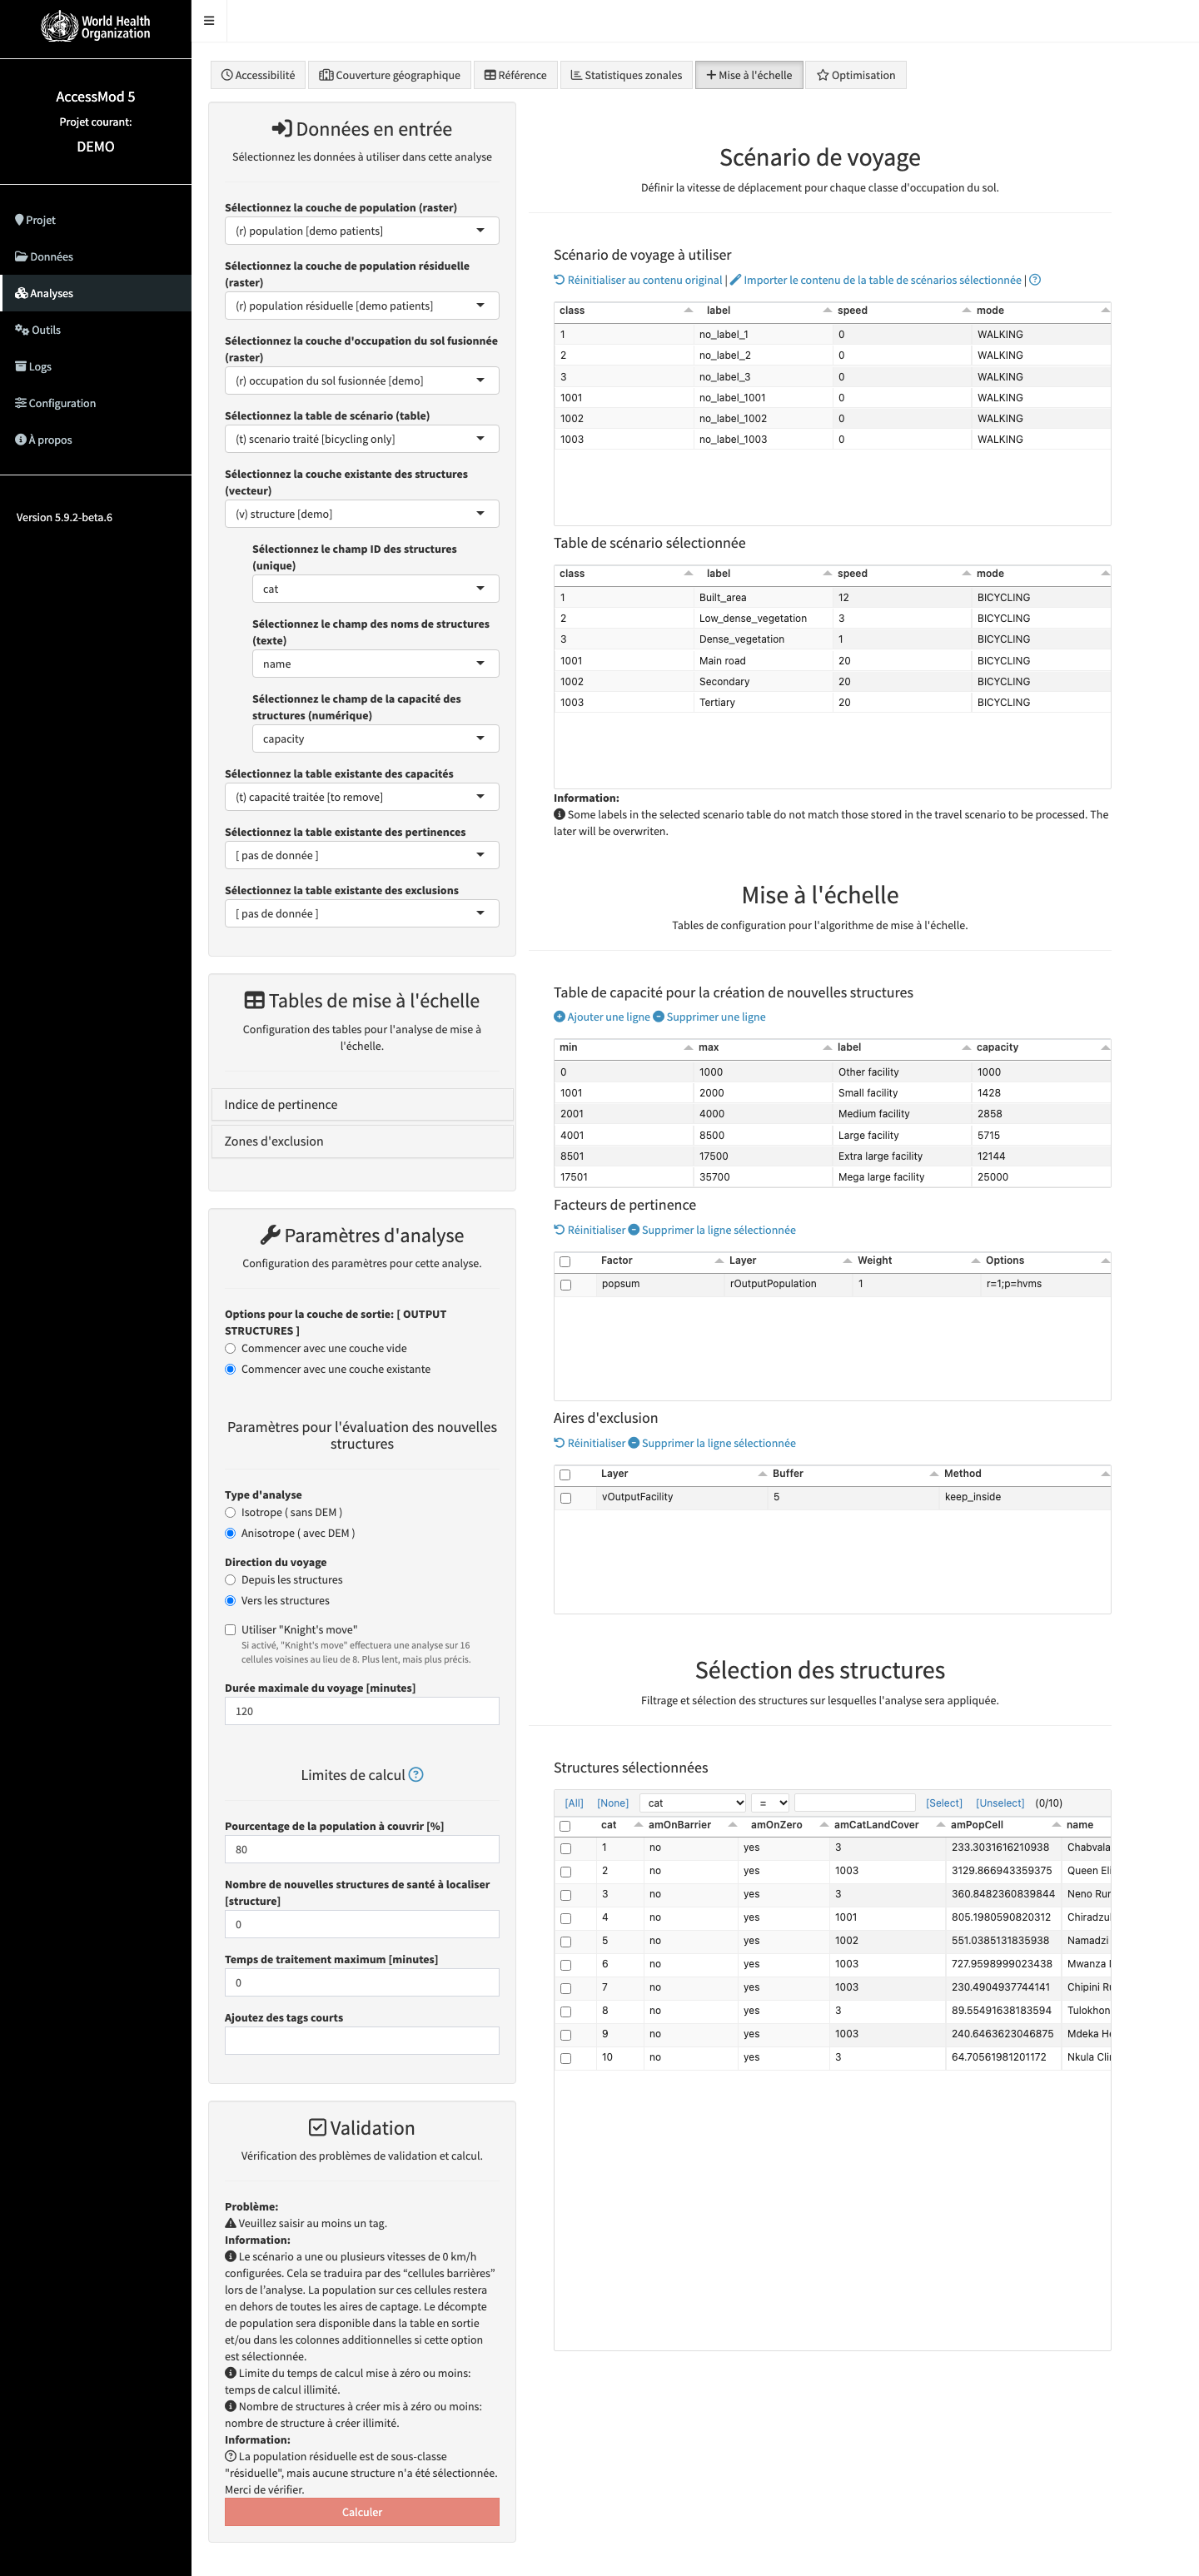 World Health
Organization
AccessMod 5
Projet courant:
DEMO
Projet
Données
Analyses
Outils
Logs
Configuration
À propos
Version 5.9.2-beta.6
Accessibilité
Couverture géographique
Référence
Statistiques zonales
Mise à l'échelle
Optimisation
Données en entrée
Sélectionnez les données à utiliser dans cette analyse
Sélectionnez la couche de population (raster)
(r) population [demo patients]
Sélectionnez la couche de population résiduelle
(raster)
(r) population résiduelle [demo patients]
Sélectionnez la couche d'occupation du sol fusionnée
(raster)
(r) occupation du sol fusionnée [demo]
Sélectionnez la table de scénario (table)
(t) scenario traité [bicycling only]
Sélectionnez la couche existante des structures
(vecteur)
(v) structure [demo]
Sélectionnez le champ ID des structures
(unique)
cat
Sélectionnez le champ des noms de structures
(texte)
name
Sélectionnez le champ de la capacité des
structures (numérique)
capacity
Sélectionnez la table existante des capacités
(t) capacité traitée [to remove]
Sélectionnez la table existante des pertinences
[ pas de donnée ]
Sélectionnez la table existante des exclusions
[ pas de donnée ]
Tables de mise à l'échelle
Configuration des tables pour l'analyse de mise à
l'échelle.
Indice de pertinence
Zones d'exclusion
Paramètres d'analyse
Configuration des paramètres pour cette analyse.
Options pour la couche de sortie: [ OUTPUT
STRUCTURES ]
Commencer avec une couche vide
Commencer avec une couche existante
Paramètres pour l'évaluation des nouvelles
structures
Type d'analyse
Isotrope ( sans DEM )
Anisotrope ( avec DEM )
Direction du voyage
Depuis les structures
Vers les structures
Utiliser "Knight's move"
Si activé, "Knight's move" effectuera une analyse sur 16
cellules voisines au lieu de 8. Plus lent, mais plus précis.
Durée maximale du voyage [minutes]
120
Limites de calcul
Pourcentage de la population à couvrir [%]
80
Nombre de nouvelles structures de santé à localiser
[structure]
0
Temps de traitement maximum [minutes]
0
Ajoutez des tags courts
Validation
Vérification des problèmes de validation et calcul.
Problème:
Veuillez saisir au moins un tag.
Information:
Le scénario a une ou plusieurs vitesses de 0 km/h
configurées. Cela se traduira par des “cellules barrières”
lors de l’analyse. La population sur ces cellules restera
en dehors de toutes les aires de captage. Le décompte
de population sera disponible dans la table en sortie
et/ou dans les colonnes additionnelles si cette option
est sélectionnée.
Limite du temps de calcul mise à zéro ou moins:
temps de calcul illimité.
Nombre de structures à créer mis à zéro ou moins:
nombre de structure à créer illimité.
Information:
La population résiduelle est de sous-classe
"résiduelle", mais aucune structure n'a été sélectionnée.
Merci de vérifier.
Calculer
Scénario de voyage
Définir la vitesse de déplacement pour chaque classe d'occupation du sol.
Scénario de voyage à utiliser
Réinitialiser au contenu original | Importer le contenu de la table de scénarios sélectionnée |
class label speed mode
1 no_label_1 0 WALKING
2 no_label_2 0 WALKING
3 no_label_3 0 WALKING
1001 no_label_1001 0 WALKING
1002 no_label_1002 0 WALKING
1003 no_label_1003 0 WALKING
Table de scénario sélectionnée
class label speed mode
1 Built_area 12 BICYCLING
2 Low_dense_vegetation 3 BICYCLING
3 Dense_vegetation 1 BICYCLING
1001 Main road 20 BICYCLING
1002 Secondary 20 BICYCLING
1003 Tertiary 20 BICYCLING
Information:
Some labels in the selected scenario table do not match those stored in the travel scenario to be processed. The
later will be overwriten.
Mise à l'échelle
Tables de configuration pour l'algorithme de mise à l'échelle.
Table de capacité pour la création de nouvelles structures
Ajouter une ligne Supprimer une ligne
min max label capacity
0 1000 Other facility 1000
1001 2000 Small facility 1428
2001 4000 Medium facility 2858
4001 8500 Large facility 5715
8501 17500 Extra large facility 12144
17501 35700 Mega large facility 25000
Facteurs de pertinence
Réinitialiser Supprimer la ligne sélectionnée
Factor Layer Weight Options
popsum rOutputPopulation 1 r=1;p=hvms
Aires d'exclusion
Réinitialiser Supprimer la ligne sélectionnée
Layer Buffer Method
vOutputFacility 5 keep_inside
Sélection des structures
Filtrage et sélection des structures sur lesquelles l'analyse sera appliquée.
Structures sélectionnées
[All] [None] cat = [Select] [Unselect] (0/10)
cat amOnBarrier amOnZero amCatLandCover amPopCell name
1 no yes 3 233.3031616210938 Chabvala
2 no yes 1003 3129.866943359375 Queen Eli
3 no yes 3 360.8482360839844 Neno Rur
4 no yes 1001 805.1980590820312 Chiradzul
5 no yes 1002 551.0385131835938 Namadzi
6 no yes 1003 727.9598999023438 Mwanza
7 no yes 1003 230.4904937744141 Chipini Ru
8 no yes 3 89.55491638183594 Tulokhon
9 no yes 1003 240.6463623046875 Mdeka He
10 no yes 3 64.70561981201172 Nkula Clin